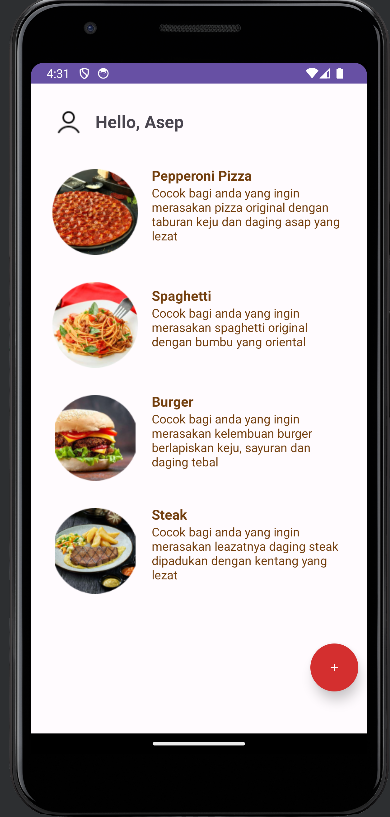 4:31
Hello, Asep
Pepperoni Pizza
Cocok bagi anda yang ingin
merasakan pizza original dengan
taburan keju dan daging asap yang
lezat
Spaghetti
Cocok bagi anda yang ingin
merasakan spaghetti original
dengan bumbu yang oriental
Burger
Cocok bagi anda yang ingin
merasakan kelembuan burger
berlapiskan keju, sayuran dan
daging tebal
Steak
Cocok bagi anda yang ingin
merasakan leazatnya daging steak
dipadukan dengan kentang yang
lezat
+